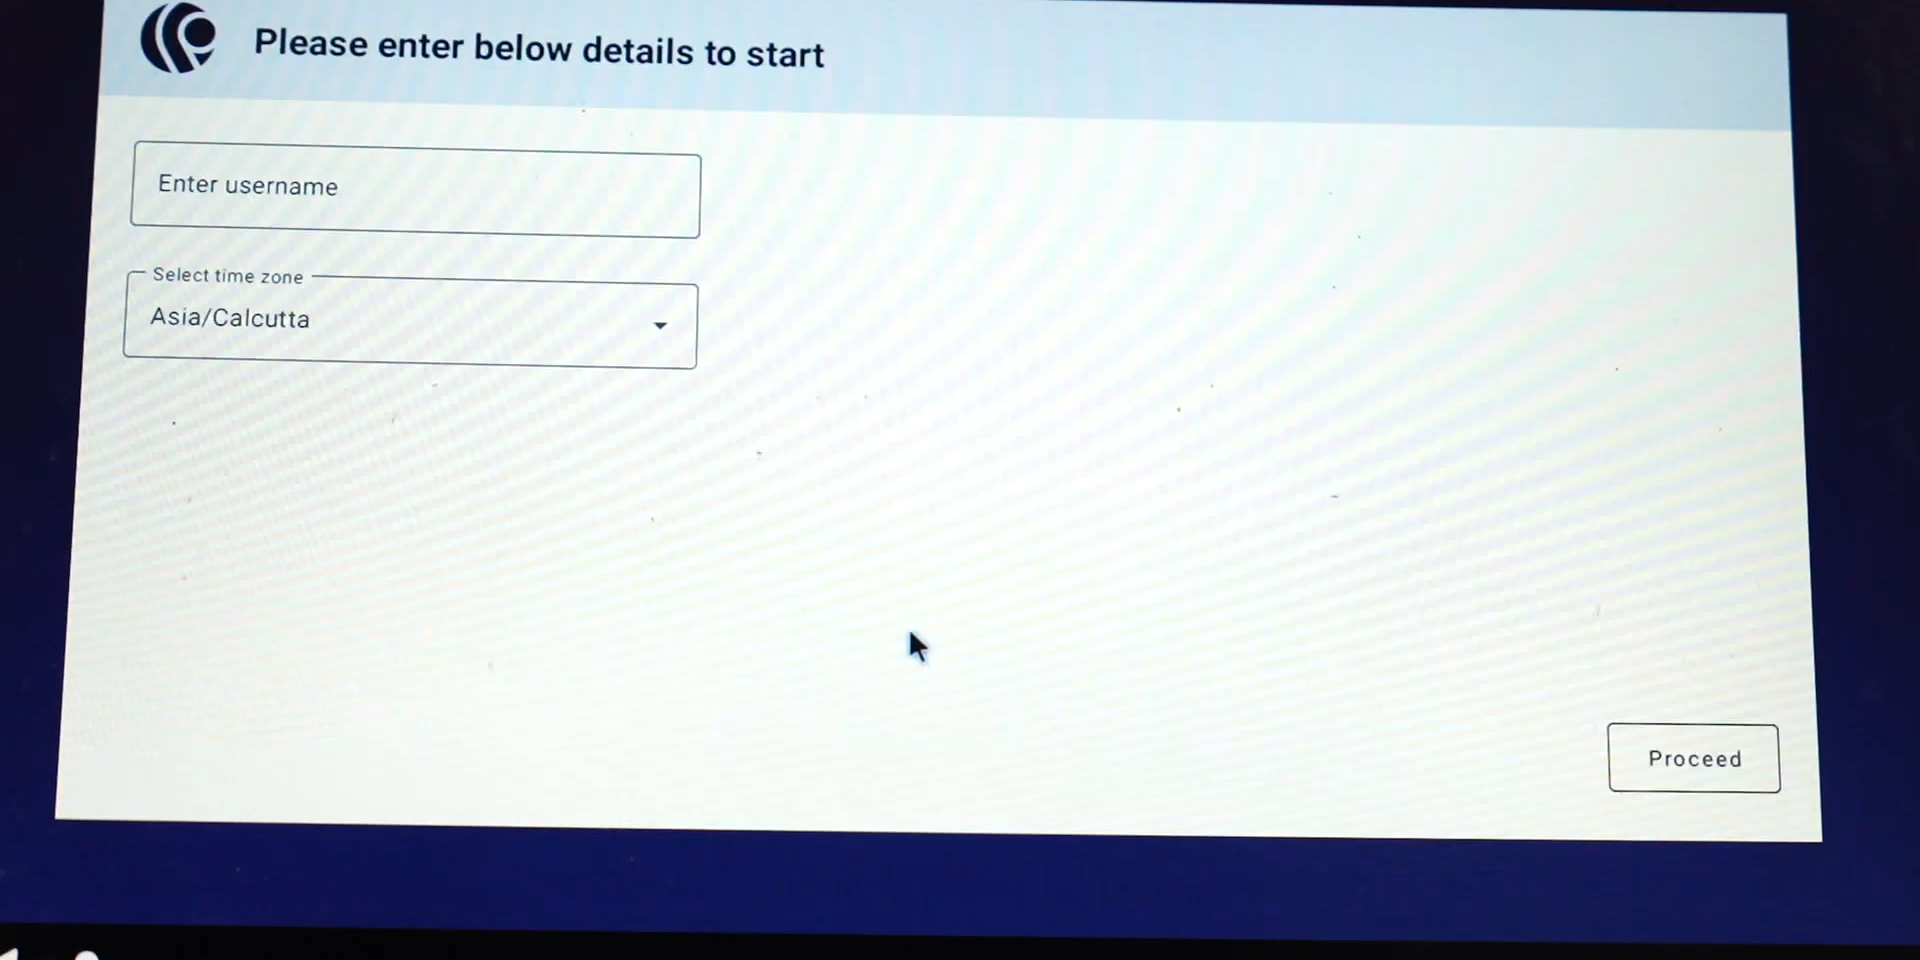 Please enter below details to start
Enter username
Select time zone
Asia/Calcutta
Proceed